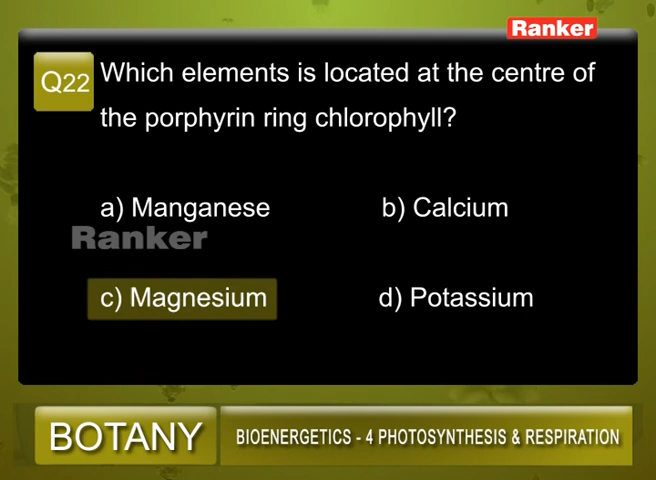 Ranker
Q22 Which elements is located at the centre of
the porphyrin ring chlorophyll?
a) Manganese b) Calcium
Ranker
c) Magnesium d) Potassium
BOTANY BIOENERGETICS - 4 PHOTOSYNTHESIS & RESPIRATION